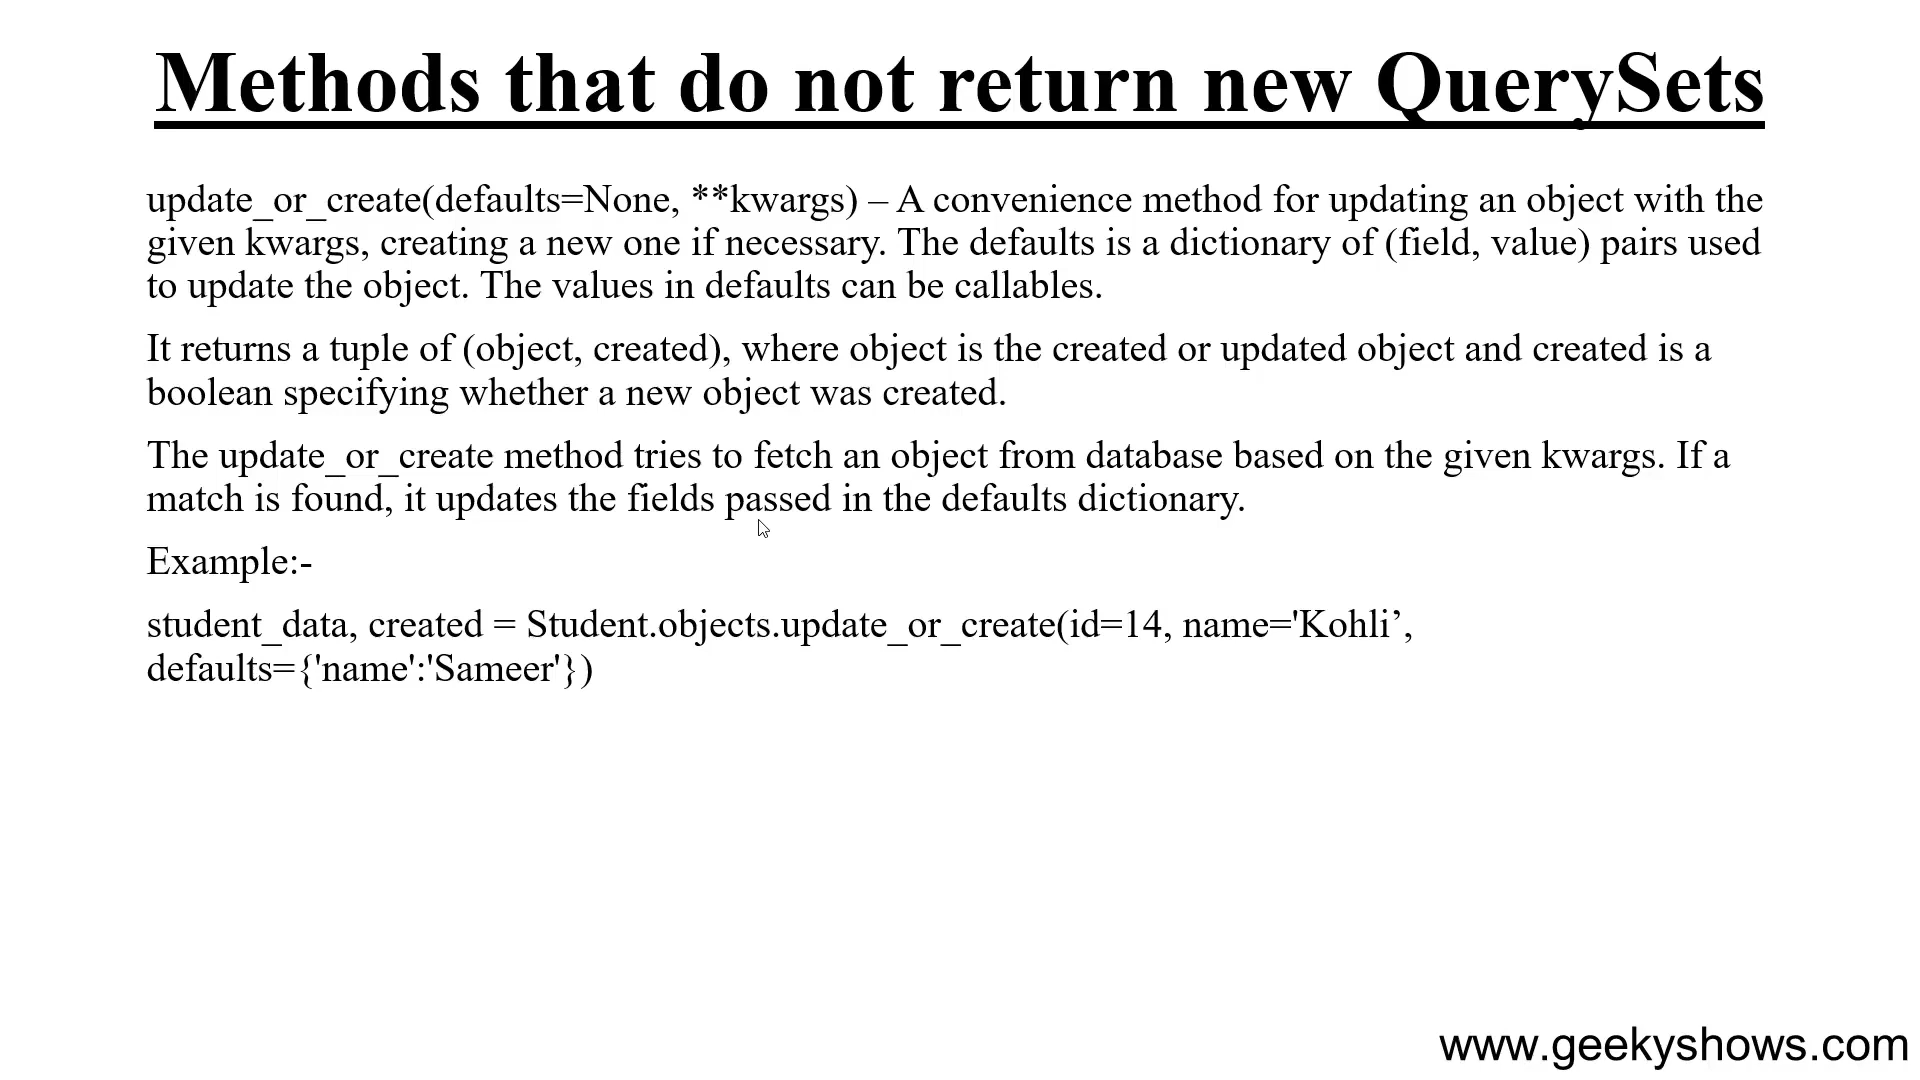 Methods that do not return new QuerySets
update_or_create(defaults=None, **kwargs) – A convenience method for updating an object with the
given kwargs, creating a new one if necessary. The defaults is a dictionary of (field, value) pairs used
to update the object. The values in defaults can be callables.
It returns a tuple of (object, created), where object is the created or updated object and created is a
boolean specifying whether a new object was created.
The update_or_create method tries to fetch an object from database based on the given kwargs. If a
match is found, it updates the fields passed in the defaults dictionary.
Example:-
student_data, created = Student.objects.update_or_create(id=14, name='Kohli’,
defaults={'name':'Sameer'})
www.geekyshows.com